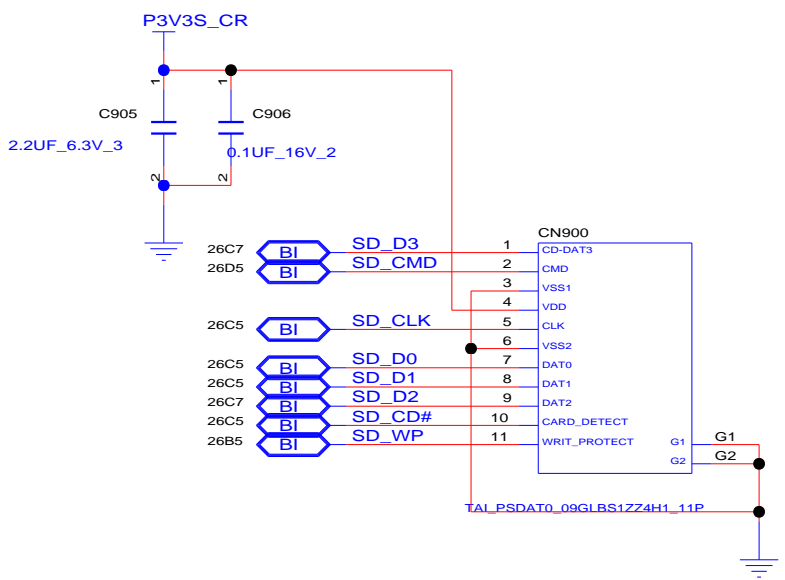 P3V3S_CR
1
1
C905
C906
2.2UF_6.3V_3
0.1UF_16V_2
2
2
CN900
26C7 BI SD_D3 1 CD-DAT3
26D5 BI SD_CMD 2 CMD
3 VSS1
4 VDD
26C5 BI SD_CLK 5 CLK
6 VSS2
26C5 BI SD_D0 7 DAT0
26C5 BI SD_D1 8 DAT1
26C7 BI SD_D2 9 DAT2
26C5 BI SD_CD# 10 CARD_DETECT
26B5 BI SD_WP 11 WRIT_PROTECT G1 G1
G2 G2
TAI_PSDAT0_09GLBS1ZZ4H1_11P